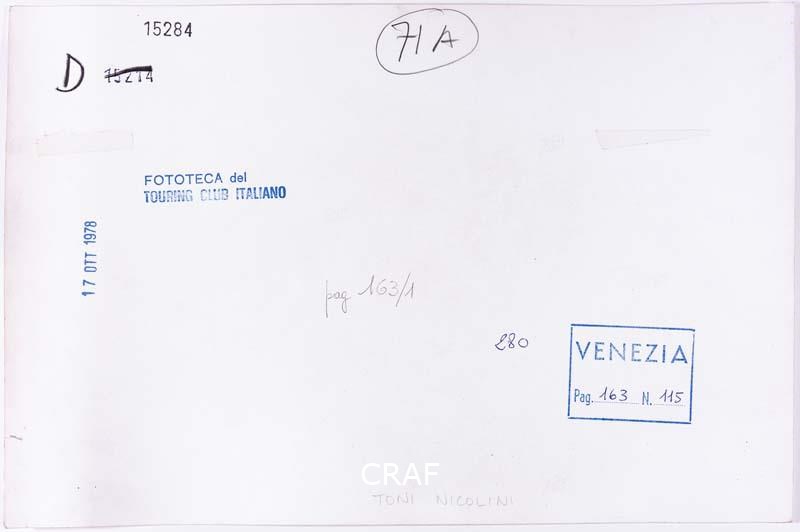 15284
71A
D 15214
FOTOTECA del
TOURING CLUB ITALIANO
17 OTT 1978
pag 163/1
280
VENEZIA
Pag. 163 N. 115
CRAF
TONI NICOLINI